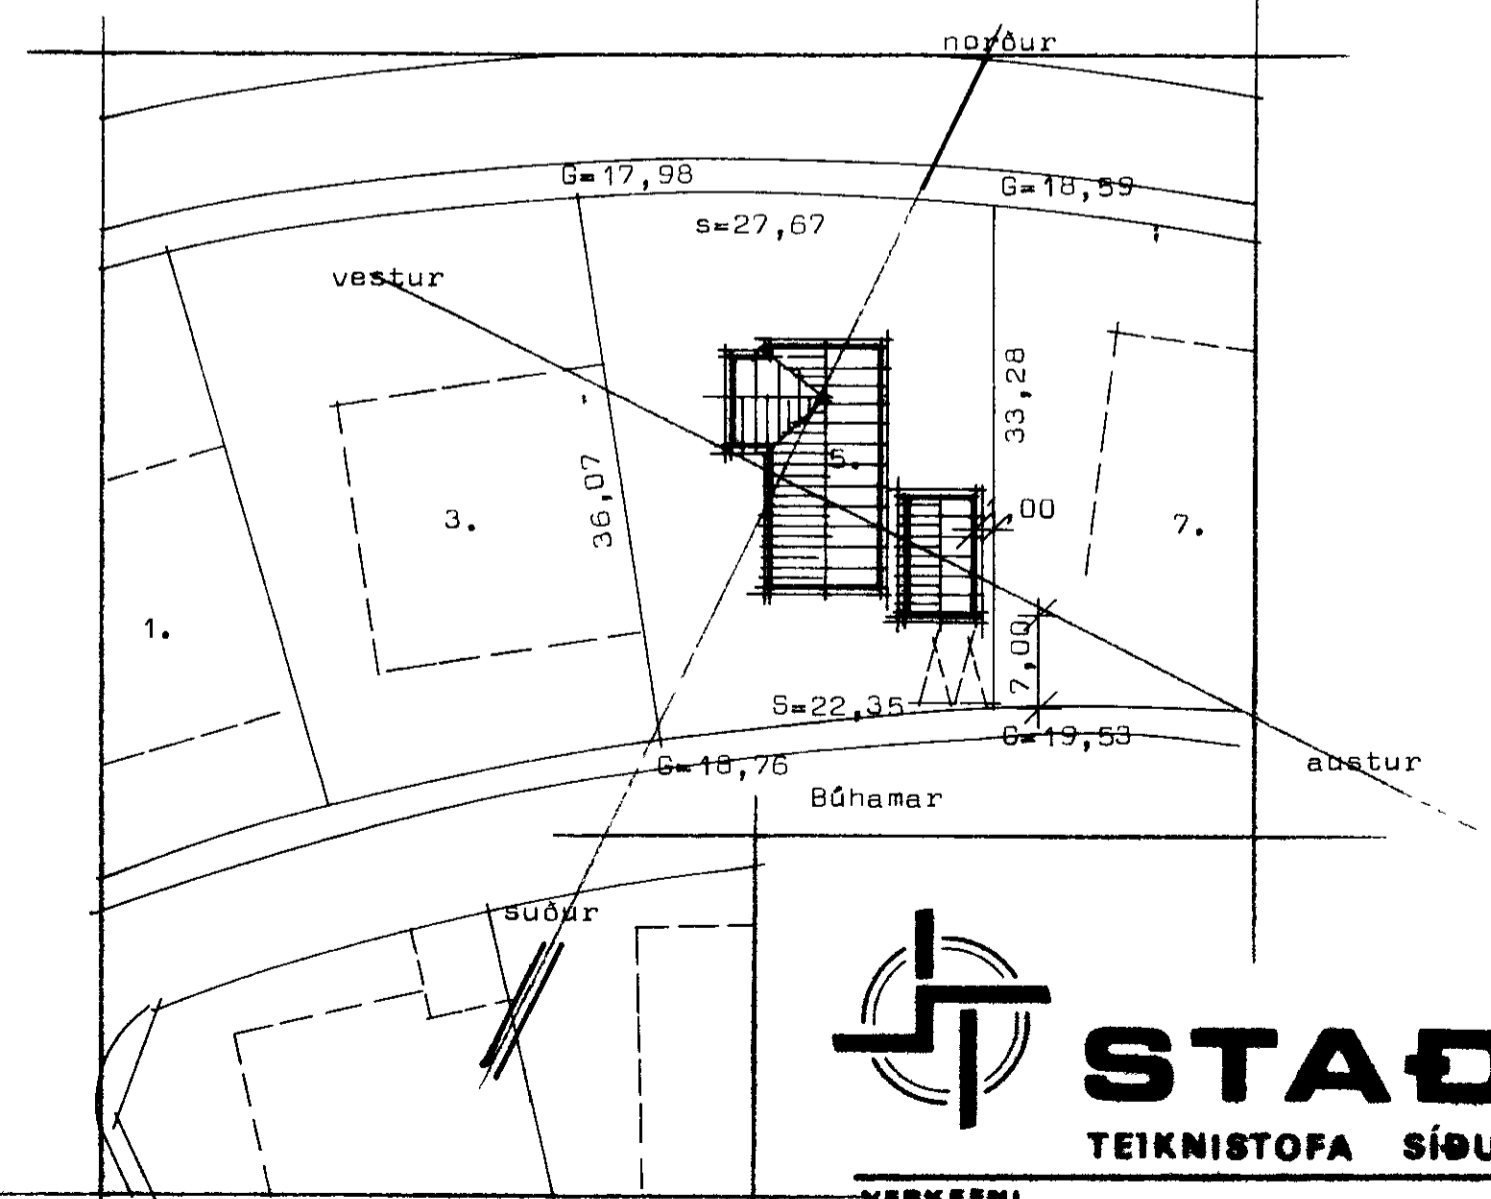 norður
G=17,98
G=18,59
s=27,67
vestur
33,28
5.
36,07
3.
,00
7.
1.
7,00
S=22,35
G=19,53
G=18,76
austur
Búhamar
suður
STAÐ
TEIKNISTOFA SÍÐU
VERKEFNI